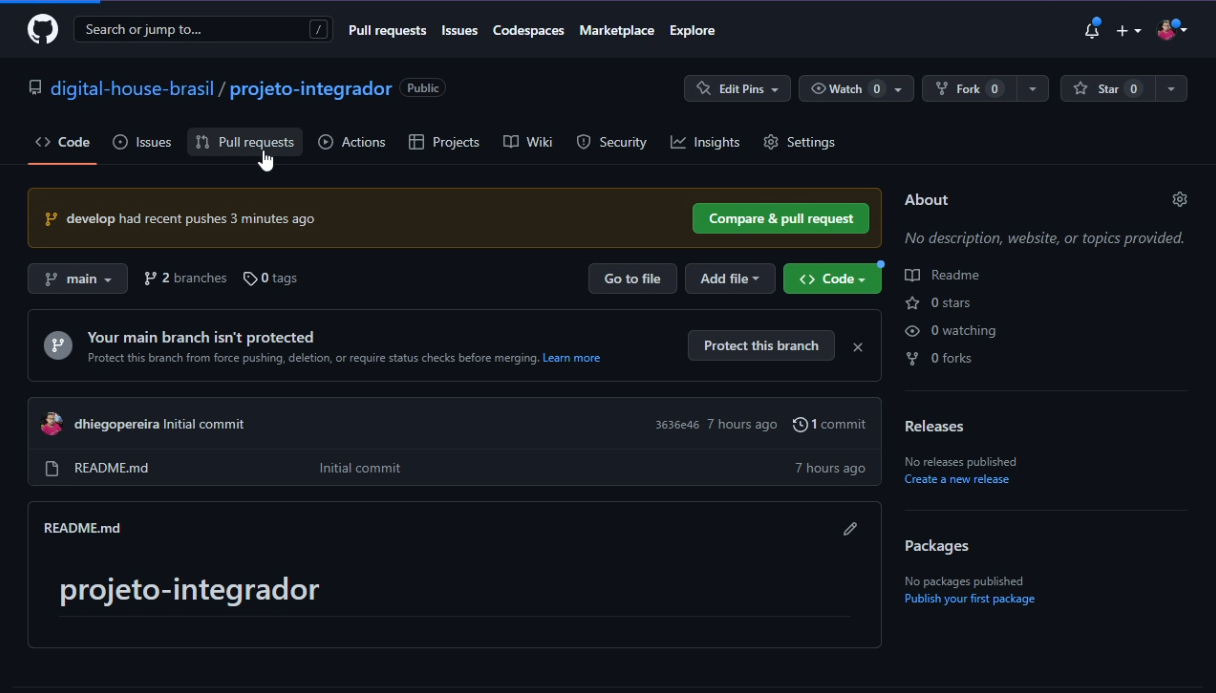 Search or jump to... /
Pull requests Issues Codespaces Marketplace Explore
digital-house-brasil / projeto-integrador Public
Edit Pins Watch 0 Fork 0 Star 0
Code Issues Pull requests Actions Projects Wiki Security Insights Settings
develop had recent pushes 3 minutes ago Compare & pull request
main 2 branches 0 tags Go to file Add file Code
Your main branch isn't protected
Protect this branch from force pushing, deletion, or require status checks before merging. Learn more
Protect this branch
dhiegopereira Initial commit 3636e46 7 hours ago 1 commit
README.md Initial commit 7 hours ago
README.md
projeto-integrador
About
No description, website, or topics provided.
Readme
0 stars
0 watching
0 forks
Releases
No releases published
Create a new release
Packages
No packages published
Publish your first package